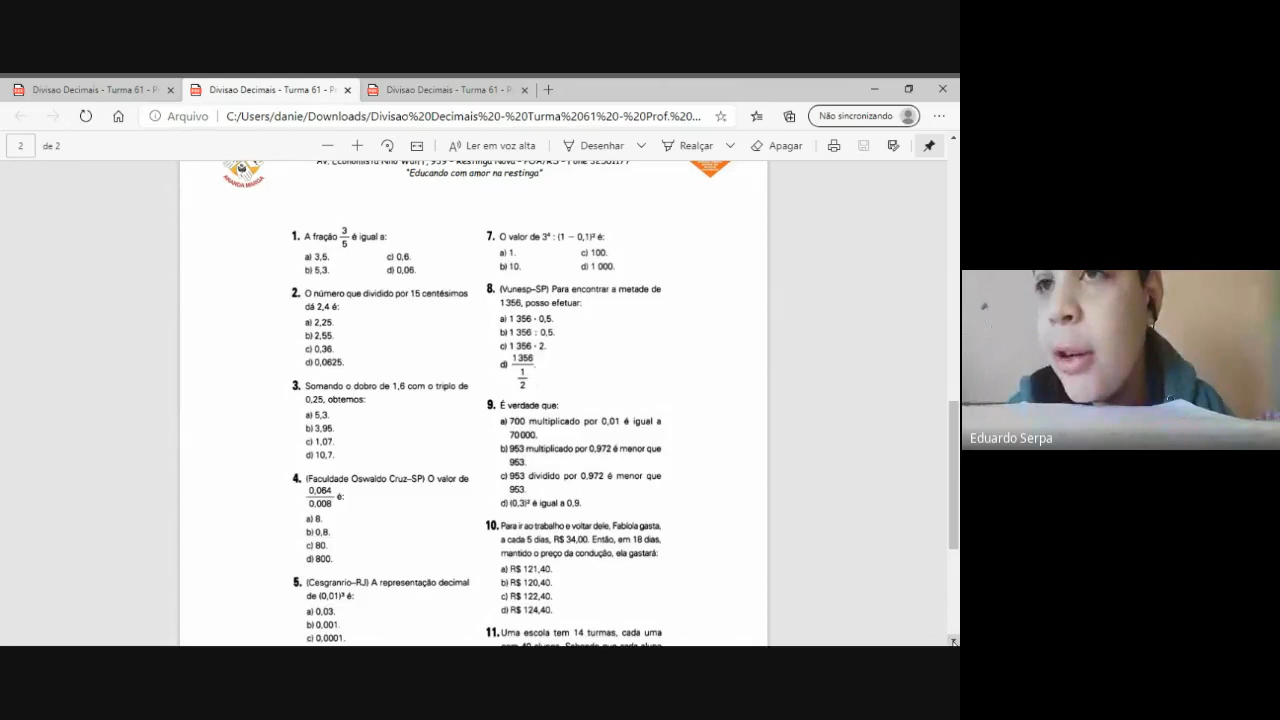 Divisao Decimais - Turma 61 - P
Divisao Decimais - Turma 61 - P
Divisao Decimais - Turma 61 - P
Arquivo
C:/Users/danie/Downloads/Divisao%20Decimais%20-%20Turma%2061%20-%20Prof.%20...
Não sincronizando
2
de 2
Ler em voz alta
Desenhar
Realçar
Apagar
"Educando com amor na restinga"
ANANDA MARGA
1. A fração 3/5 é igual a:
a) 3,5.
c) 0,6.
b) 5,3.
d) 0,06.
2. O número que dividido por 15 centésimos
dá 2,4 é:
a) 2,25.
b) 2,55.
c) 0,36.
d) 0,0625.
3. Somando o dobro de 1,6 com o triplo de
0,25, obtemos:
a) 5,3.
b) 3,95.
c) 1,07.
d) 10,7.
4. (Faculdade Oswaldo Cruz–SP) O valor de
0,064/0,008 é:
a) 8.
b) 0,8.
c) 80.
d) 800.
5. (Cesgranrio–RJ) A representação decimal
de (0,01)³ é:
a) 0,03.
b) 0,001.
c) 0,0001.
7. O valor de 3⁴ : (1 – 0,1)² é:
a) 1.
c) 100.
b) 10.
d) 1 000.
8. (Vunesp–SP) Para encontrar a metade de
1 356, posso efetuar:
a) 1 356 · 0,5.
b) 1 356 : 0,5.
c) 1 356 · 2.
d) 1 356
1
2
9. É verdade que:
a) 700 multiplicado por 0,01 é igual a
70 000.
b) 953 multiplicado por 0,972 é menor que
953.
c) 953 dividido por 0,972 é menor que
953.
d) (0,3)² é igual a 0,9.
10. Para ir ao trabalho e voltar dele, Fabíola gasta,
a cada 5 dias, R$ 34,00. Então, em 18 dias,
mantido o preço da condução, ela gastará:
a) R$ 121,40.
b) R$ 120,40.
c) R$ 122,40.
d) R$ 124,40.
11. Uma escola tem 14 turmas, cada uma
Eduardo Serpa